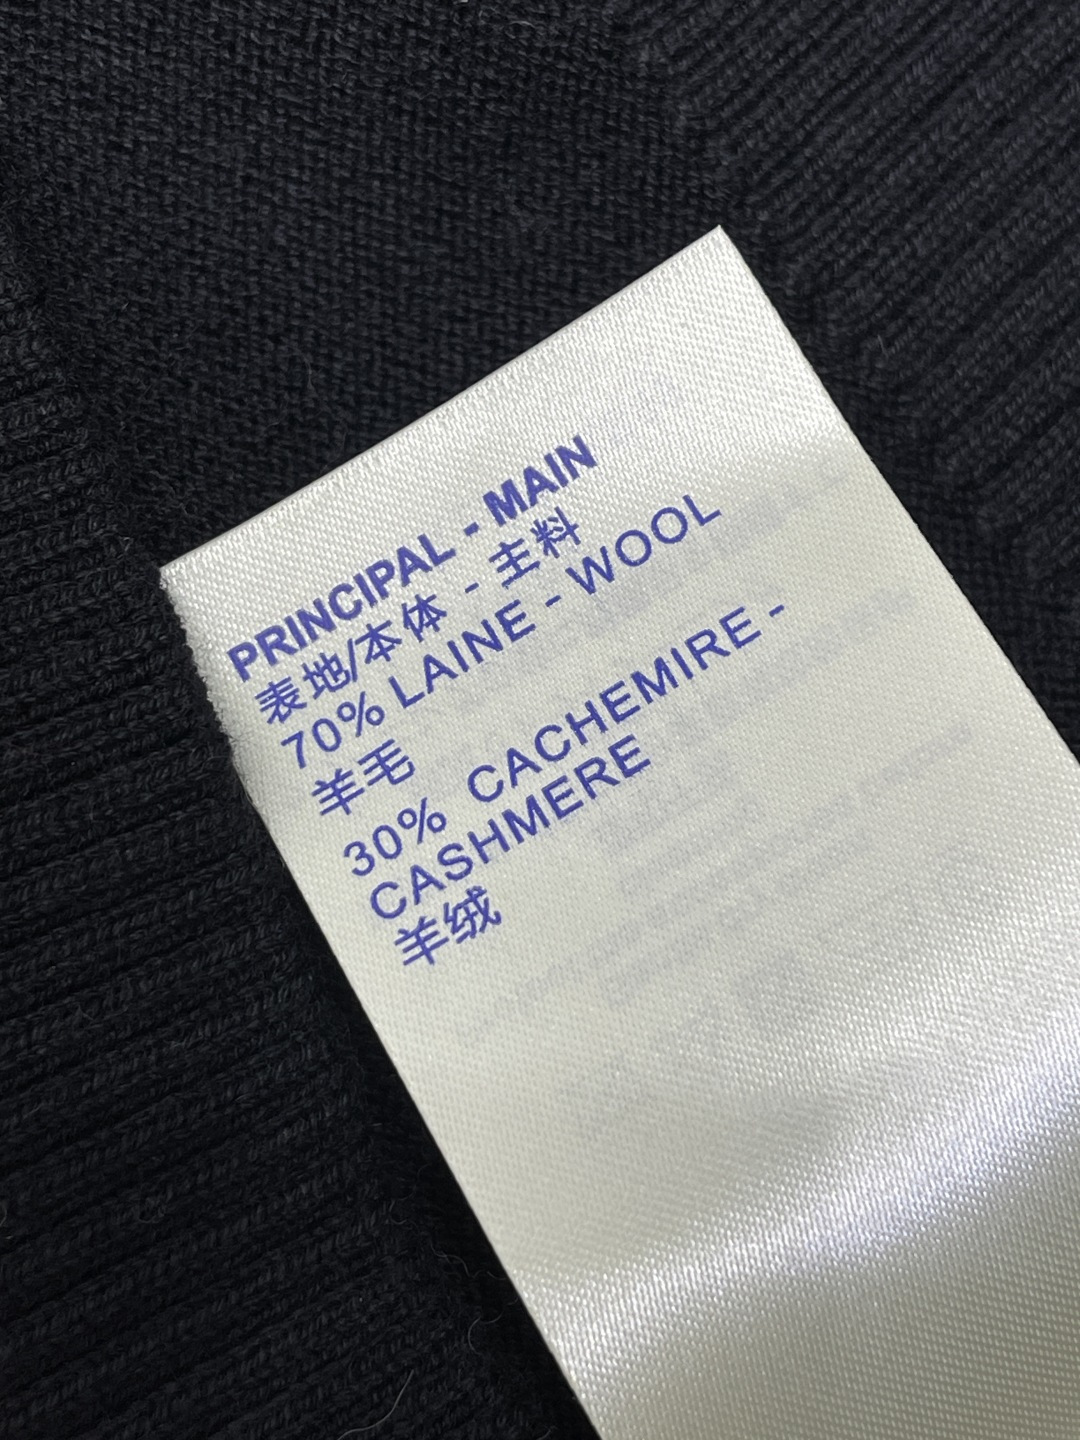 PRINCIPAL - MAIN
表地/本体 - 主料
70% LAINE - WOOL
羊毛
30% CACHEMIRE -
CASHMERE
羊绒